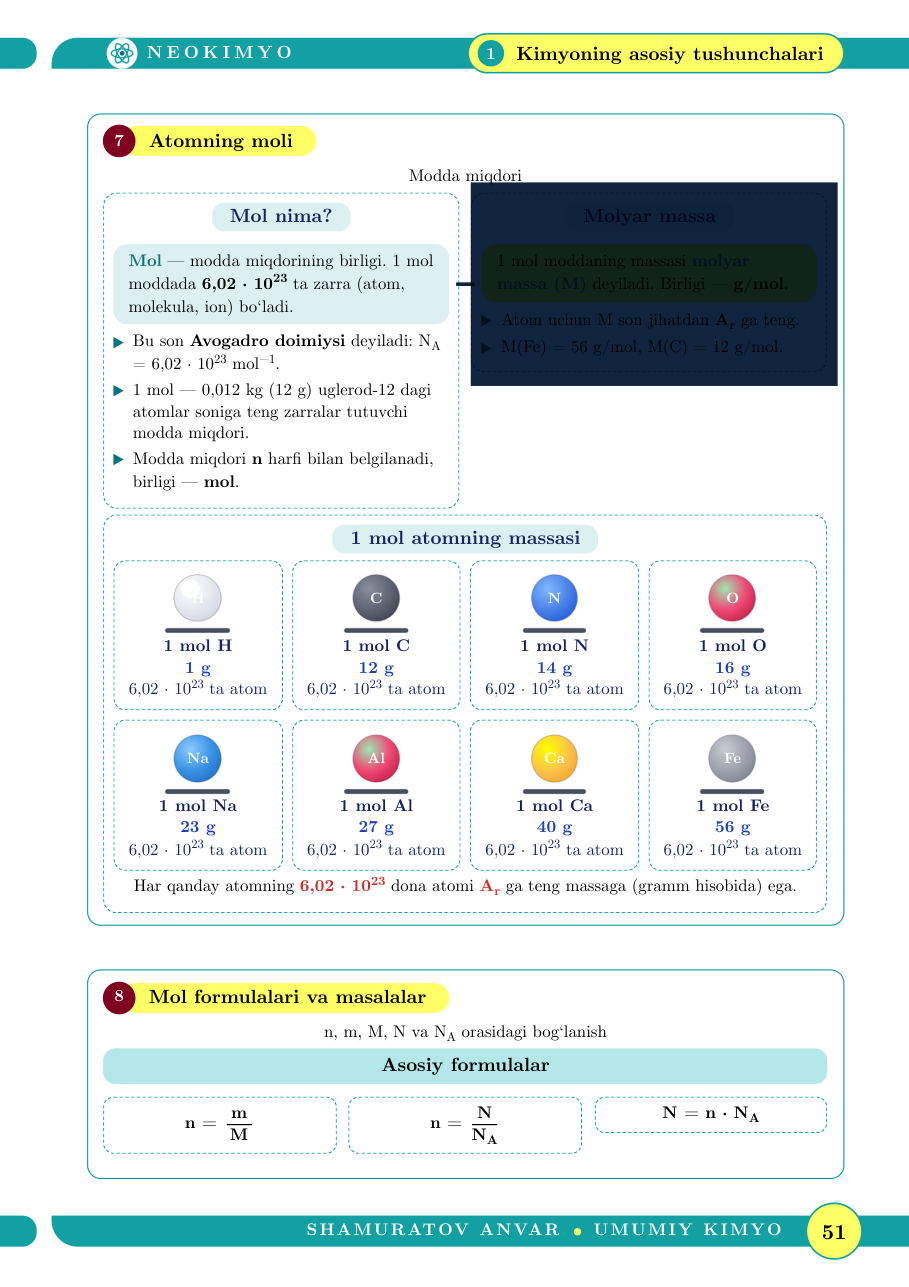 NEOKIMYO
1 Kimyoning asosiy tushunchalari
7 Atomning moli
Modda miqdori
Mol nima?
Mol — modda miqdorining birligi. 1 mol
moddada 6,02 · 10²³ ta zarra (atom,
molekula, ion) bo‘ladi.
▶ Bu son Avogadro doimiysi deyiladi: N_A
= 6,02 · 10²³ mol⁻¹.
▶ 1 mol — 0,012 kg (12 g) uglerod-12 dagi
atomlar soniga teng zarralar tutuvchi
modda miqdori.
▶ Modda miqdori n harfi bilan belgilanadi,
birligi — mol.
Molyar massa
1 mol moddaning massasi molyar
massa (M) deyiladi. Birligi — g/mol.
▶ Atom uchun M son jihatdan A_r ga teng.
▶ M(Fe) = 56 g/mol, M(C) = 12 g/mol.
1 mol atomning massasi
H
1 mol H
1 g
6,02 · 10²³ ta atom
C
1 mol C
12 g
6,02 · 10²³ ta atom
N
1 mol N
14 g
6,02 · 10²³ ta atom
O
1 mol O
16 g
6,02 · 10²³ ta atom
Na
1 mol Na
23 g
6,02 · 10²³ ta atom
Al
1 mol Al
27 g
6,02 · 10²³ ta atom
Ca
1 mol Ca
40 g
6,02 · 10²³ ta atom
Fe
1 mol Fe
56 g
6,02 · 10²³ ta atom
Har qanday atomning 6,02 · 10²³ dona atomi A_r ga teng massaga (gramm hisobida) ega.
8 Mol formulalari va masalalar
n, m, M, N va N_A orasidagi bog‘lanish
Asosiy formulalar
n = m/M
n = N/N_A
N = n · N_A
SHAMURATOV ANVAR • UMUMIY KIMYO 51